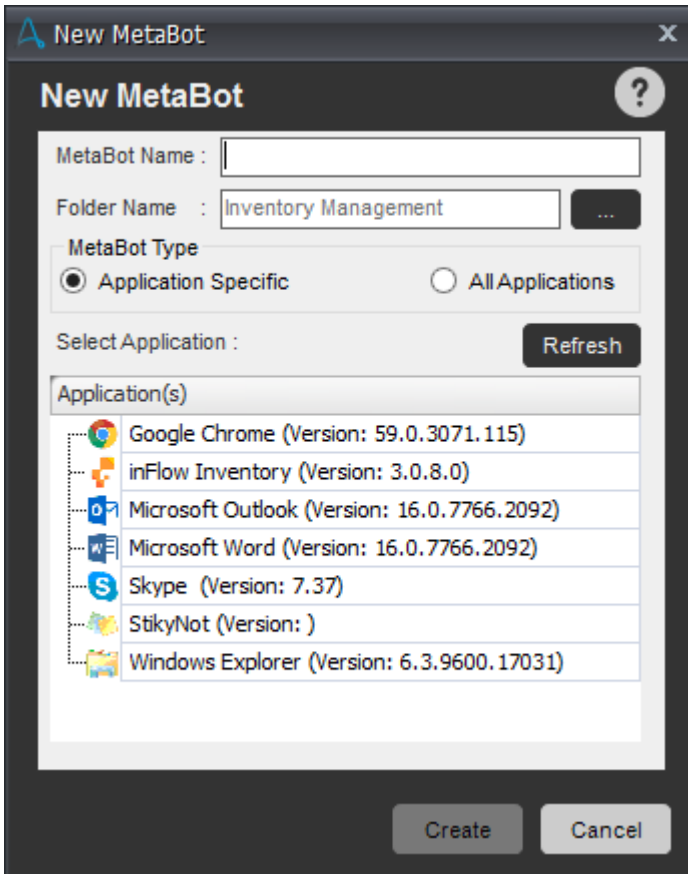 New MetaBot x
New MetaBot ?
MetaBot Name :
Folder Name : Inventory Management ...
MetaBot Type
Application Specific All Applications
Select Application : Refresh
Application(s)
Google Chrome (Version: 59.0.3071.115)
inFlow Inventory (Version: 3.0.8.0)
Microsoft Outlook (Version: 16.0.7766.2092)
Microsoft Word (Version: 16.0.7766.2092)
Skype (Version: 7.37)
StikyNot (Version: )
Windows Explorer (Version: 6.3.9600.17031)
Create Cancel